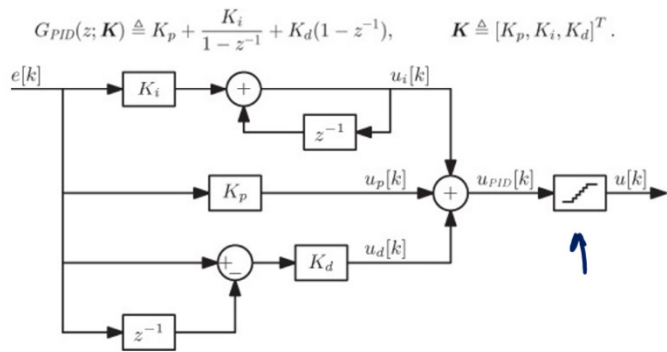 G_{PID}(z; K) ≜ K_p + \frac{K_i}{1 - z^{-1}} + K_d(1 - z^{-1}), K ≜ [K_p, K_i, K_d]^T.
e[k] K_i + u_i[k]
z^{-1}
K_p u_p[k] + u_{PID}[k] u[k]
+ − K_d u_d[k]
z^{-1}